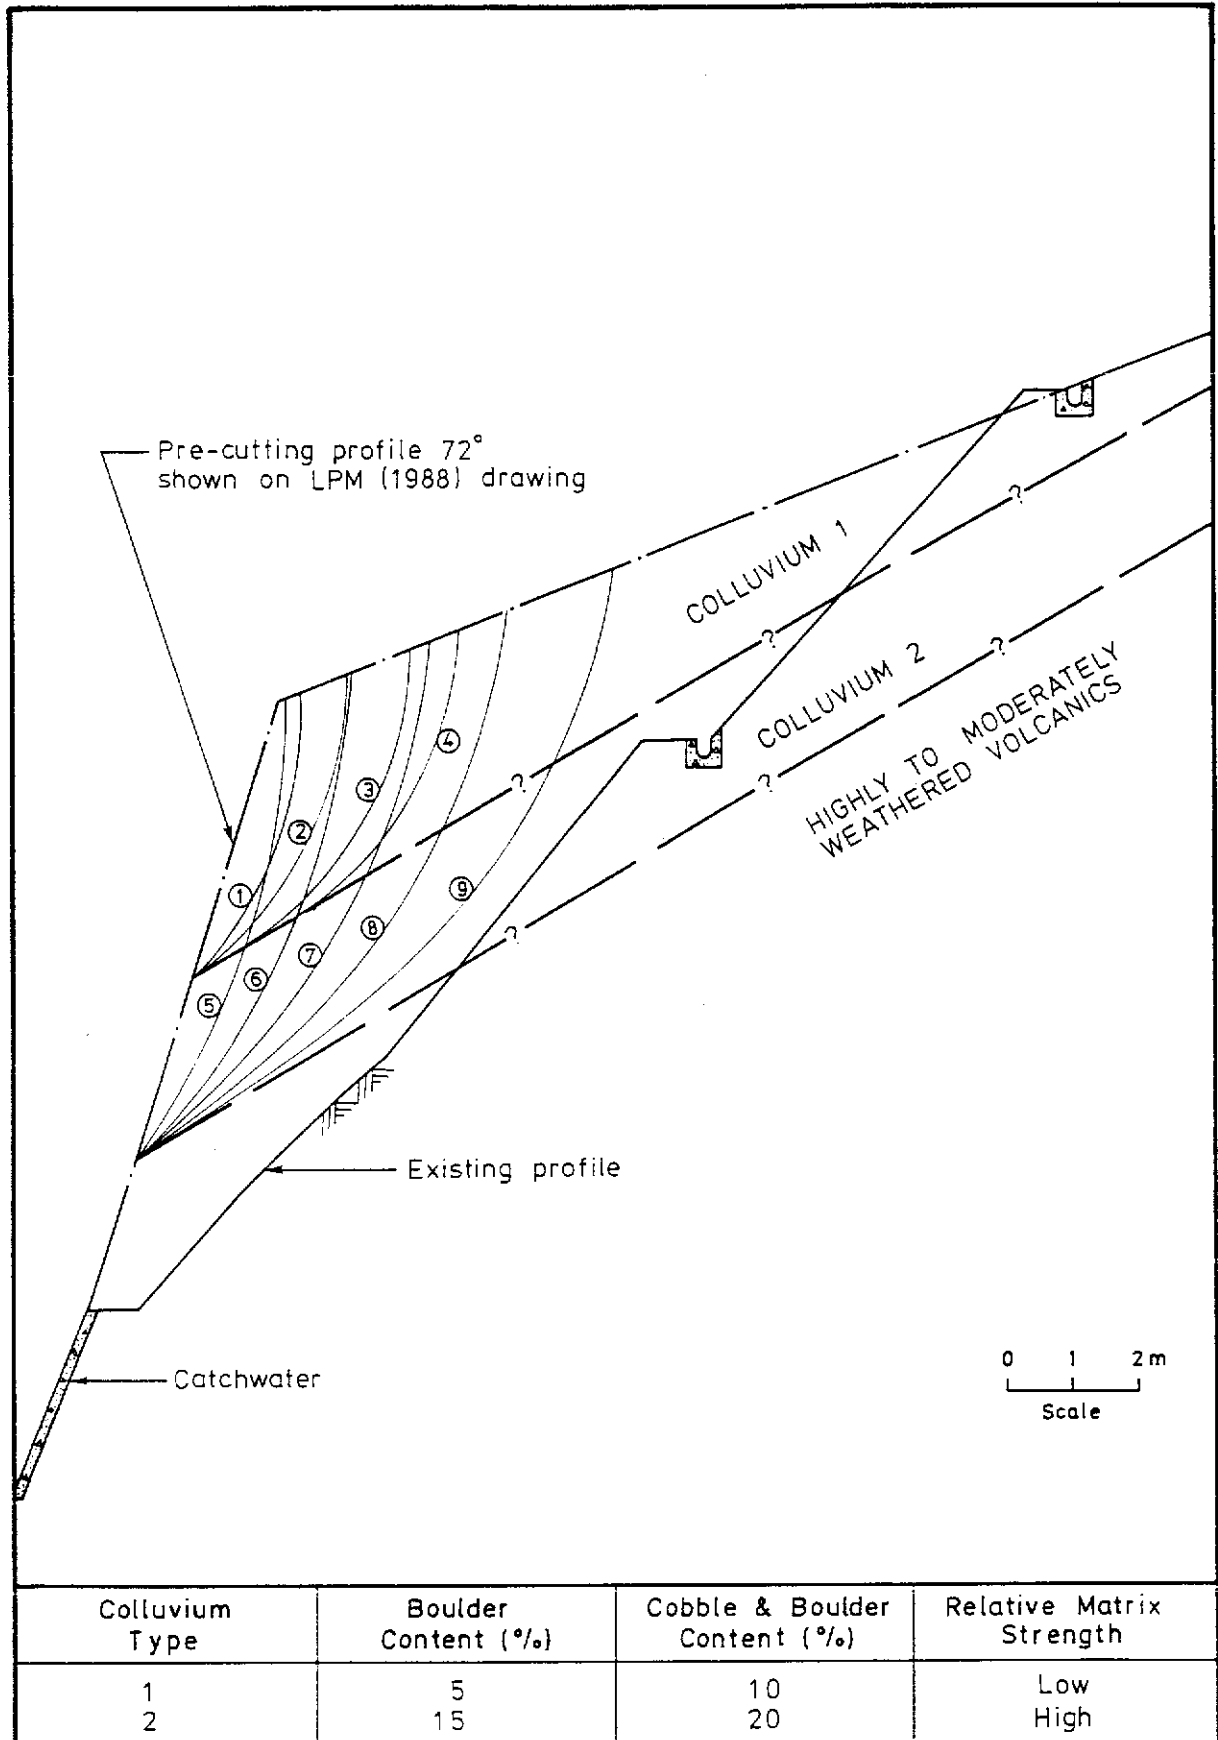 Pre-cutting profile 72°
shown on LPM (1988) drawing
COLLUVIUM 1
?
?
COLLUVIUM 2
?
?
HIGHLY TO MODERATELY
WEATHERED VOLCANICS
④
③
?
?
②
①
⑨
⑧
?
⑦
⑥
⑤
Existing profile
Catchwater
0 1 2 m
Scale
Colluvium Type
Boulder Content (%)
Cobble & Boulder Content (%)
Relative Matrix Strength
1 5 10 Low
2 15 20 High